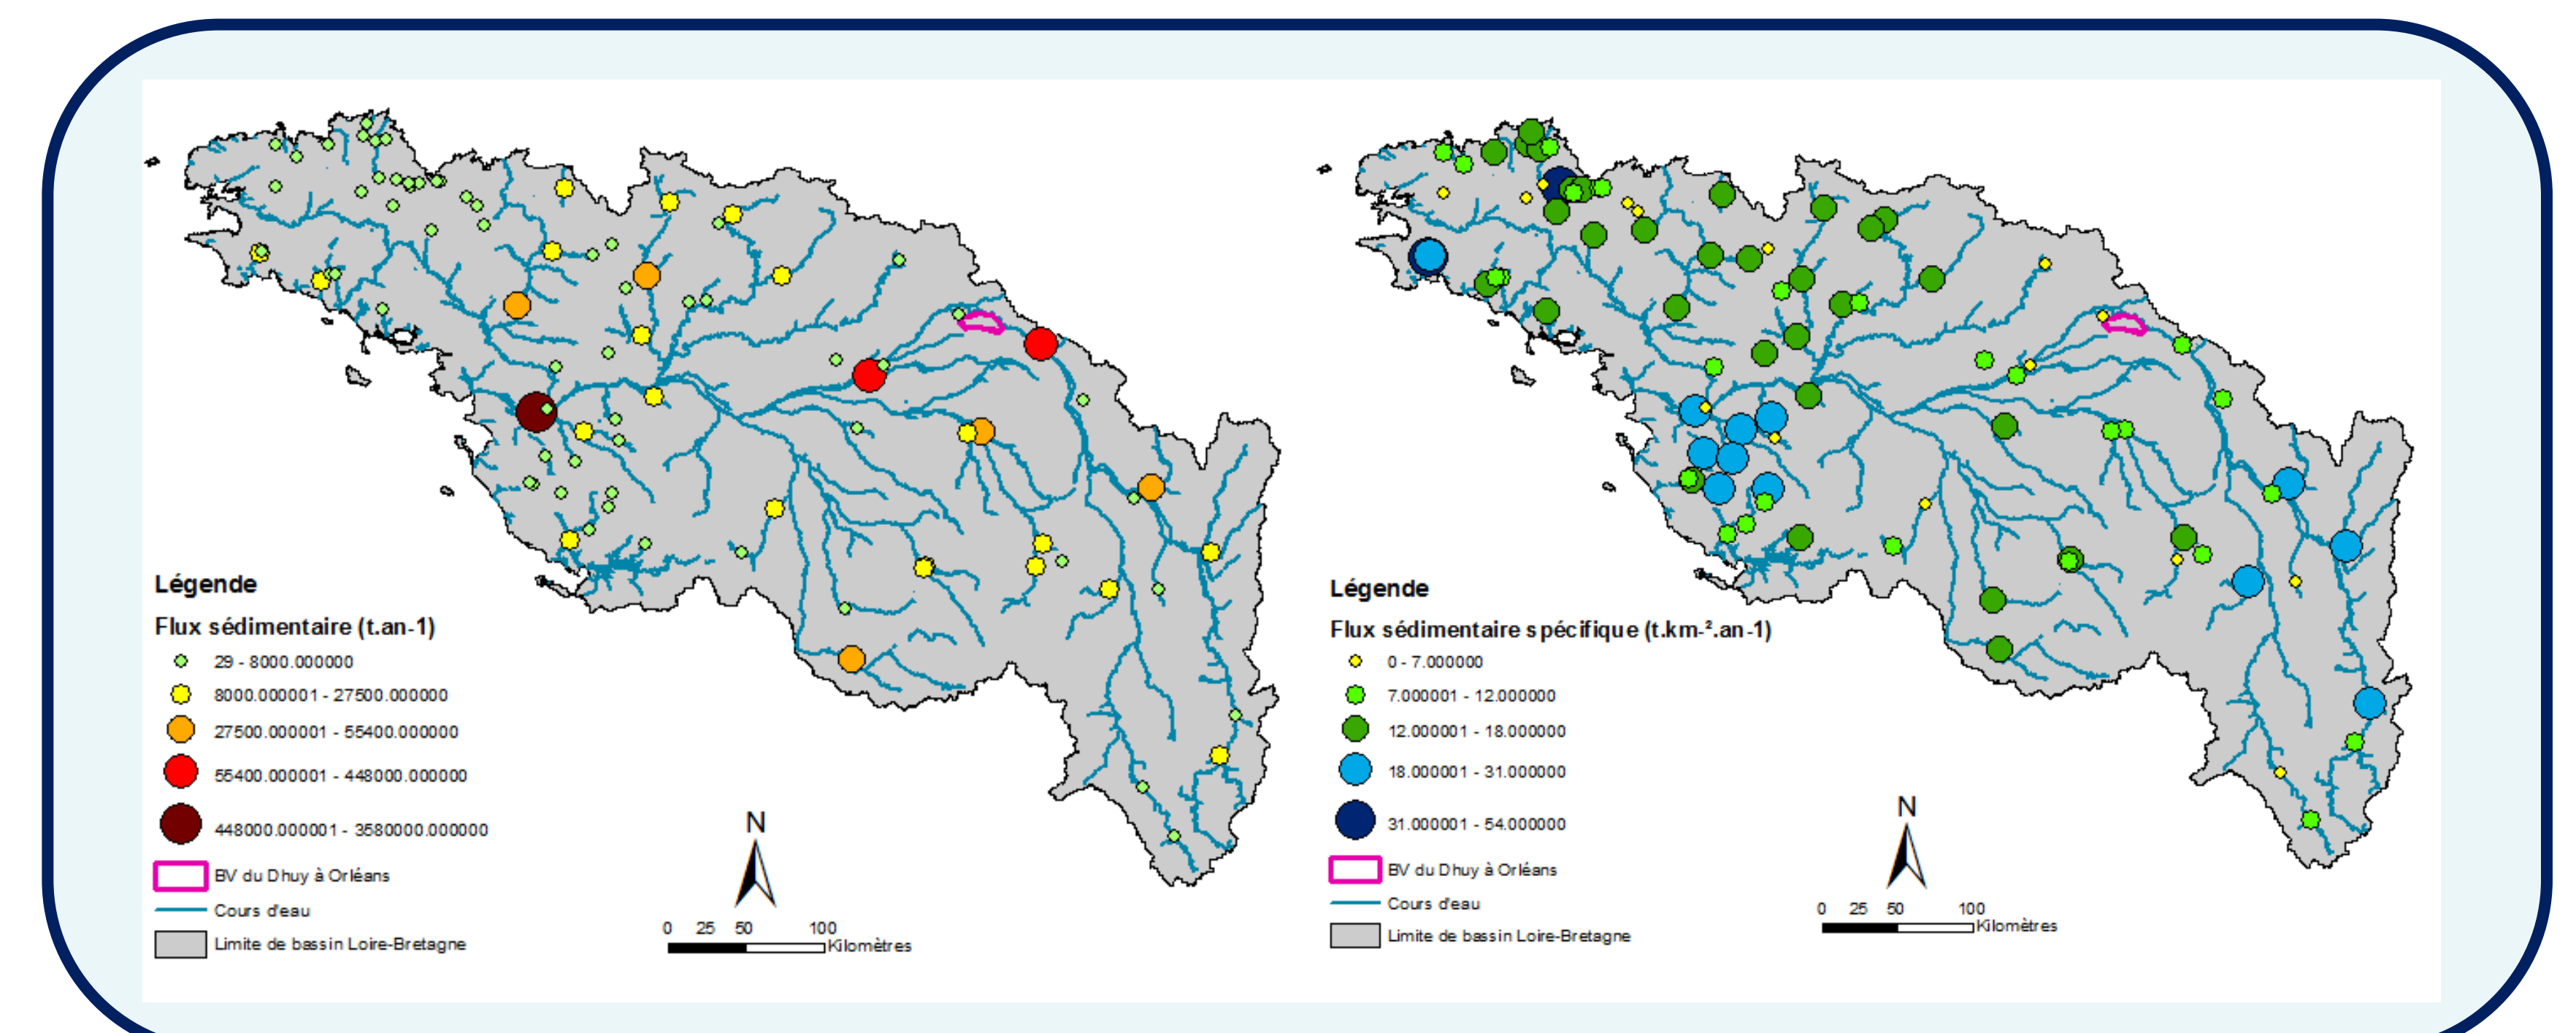 Légende
Flux sédimentaire (t.an-1)
29 - 8000.000000
8000.000001 - 27500.000000
27500.000001 - 55400.000000
55400.000001 - 448000.000000
448000.000001 - 3580000.000000
BV du Dhuy à Orléans
Cours d'eau
Limite de bassin Loire-Bretagne
N
0 25 50 100
Kilomètres
Légende
Flux sédimentaire spécifique (t.km-².an-1)
0 - 7.000000
7.000001 - 12.000000
12.000001 - 18.000000
18.000001 - 31.000000
31.000001 - 54.000000
BV du Dhuy à Orléans
Cours d'eau
Limite de bassin Loire-Bretagne
N
0 25 50 100
Kilomètres